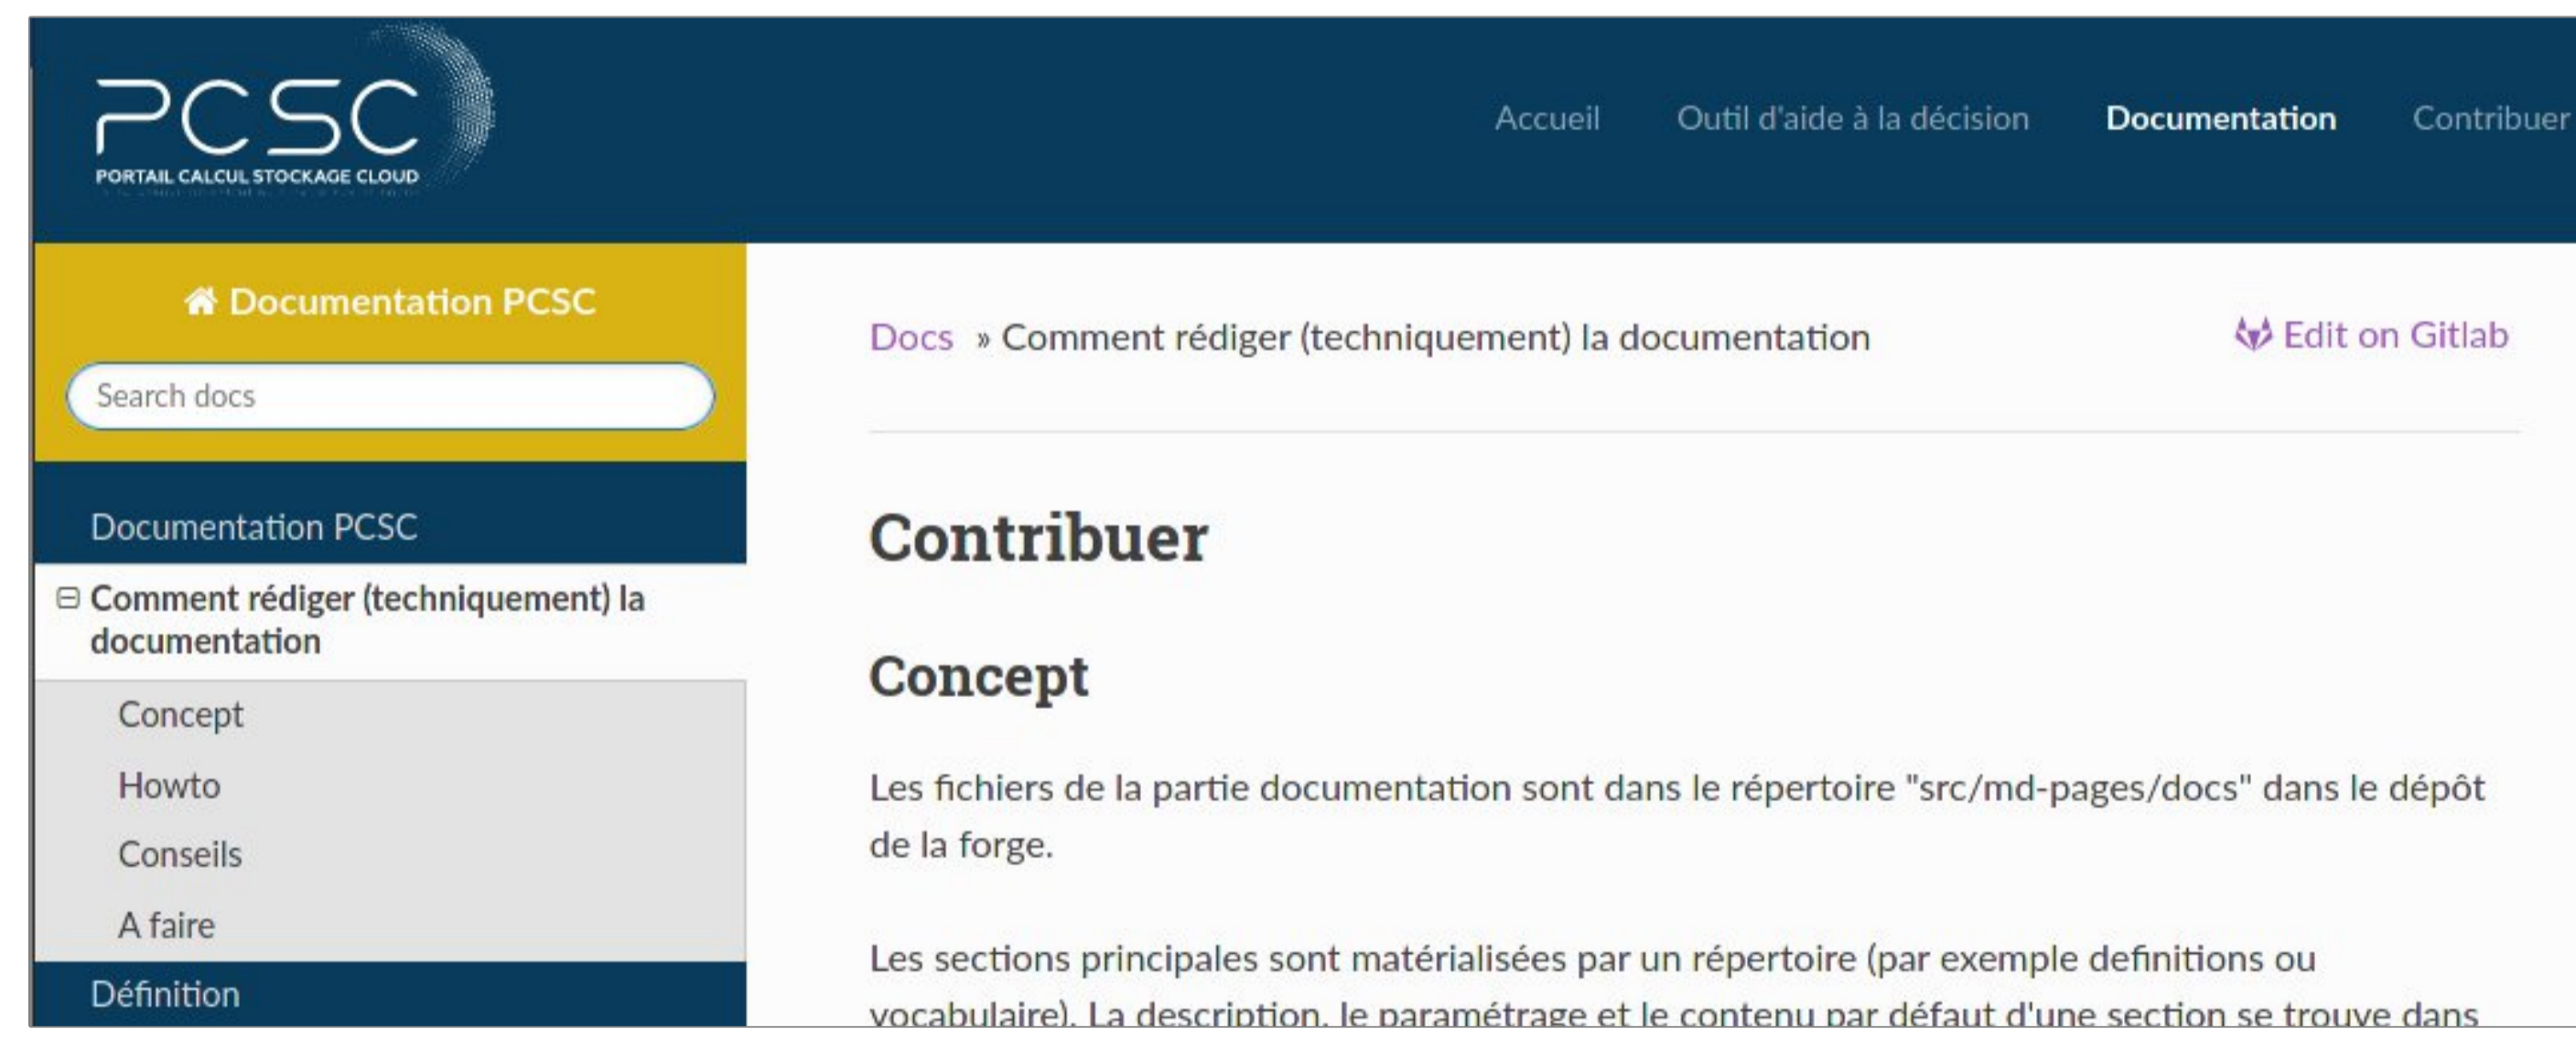 PCSC
PORTAIL CALCUL STOCKAGE CLOUD
Accueil
Outil d'aide à la décision
Documentation
Contribuer
Documentation PCSC
Search docs
Documentation PCSC
Comment rédiger (techniquement) la
documentation
Concept
Howto
Conseils
A faire
Définition
Docs » Comment rédiger (techniquement) la documentation
Edit on Gitlab
Contribuer
Concept
Les fichiers de la partie documentation sont dans le répertoire "src/md-pages/docs" dans le dépôt
de la forge.
Les sections principales sont matérialisées par un répertoire (par exemple definitions ou
vocabulaire). La description, le paramétrage et le contenu par défaut d'une section se trouve dans